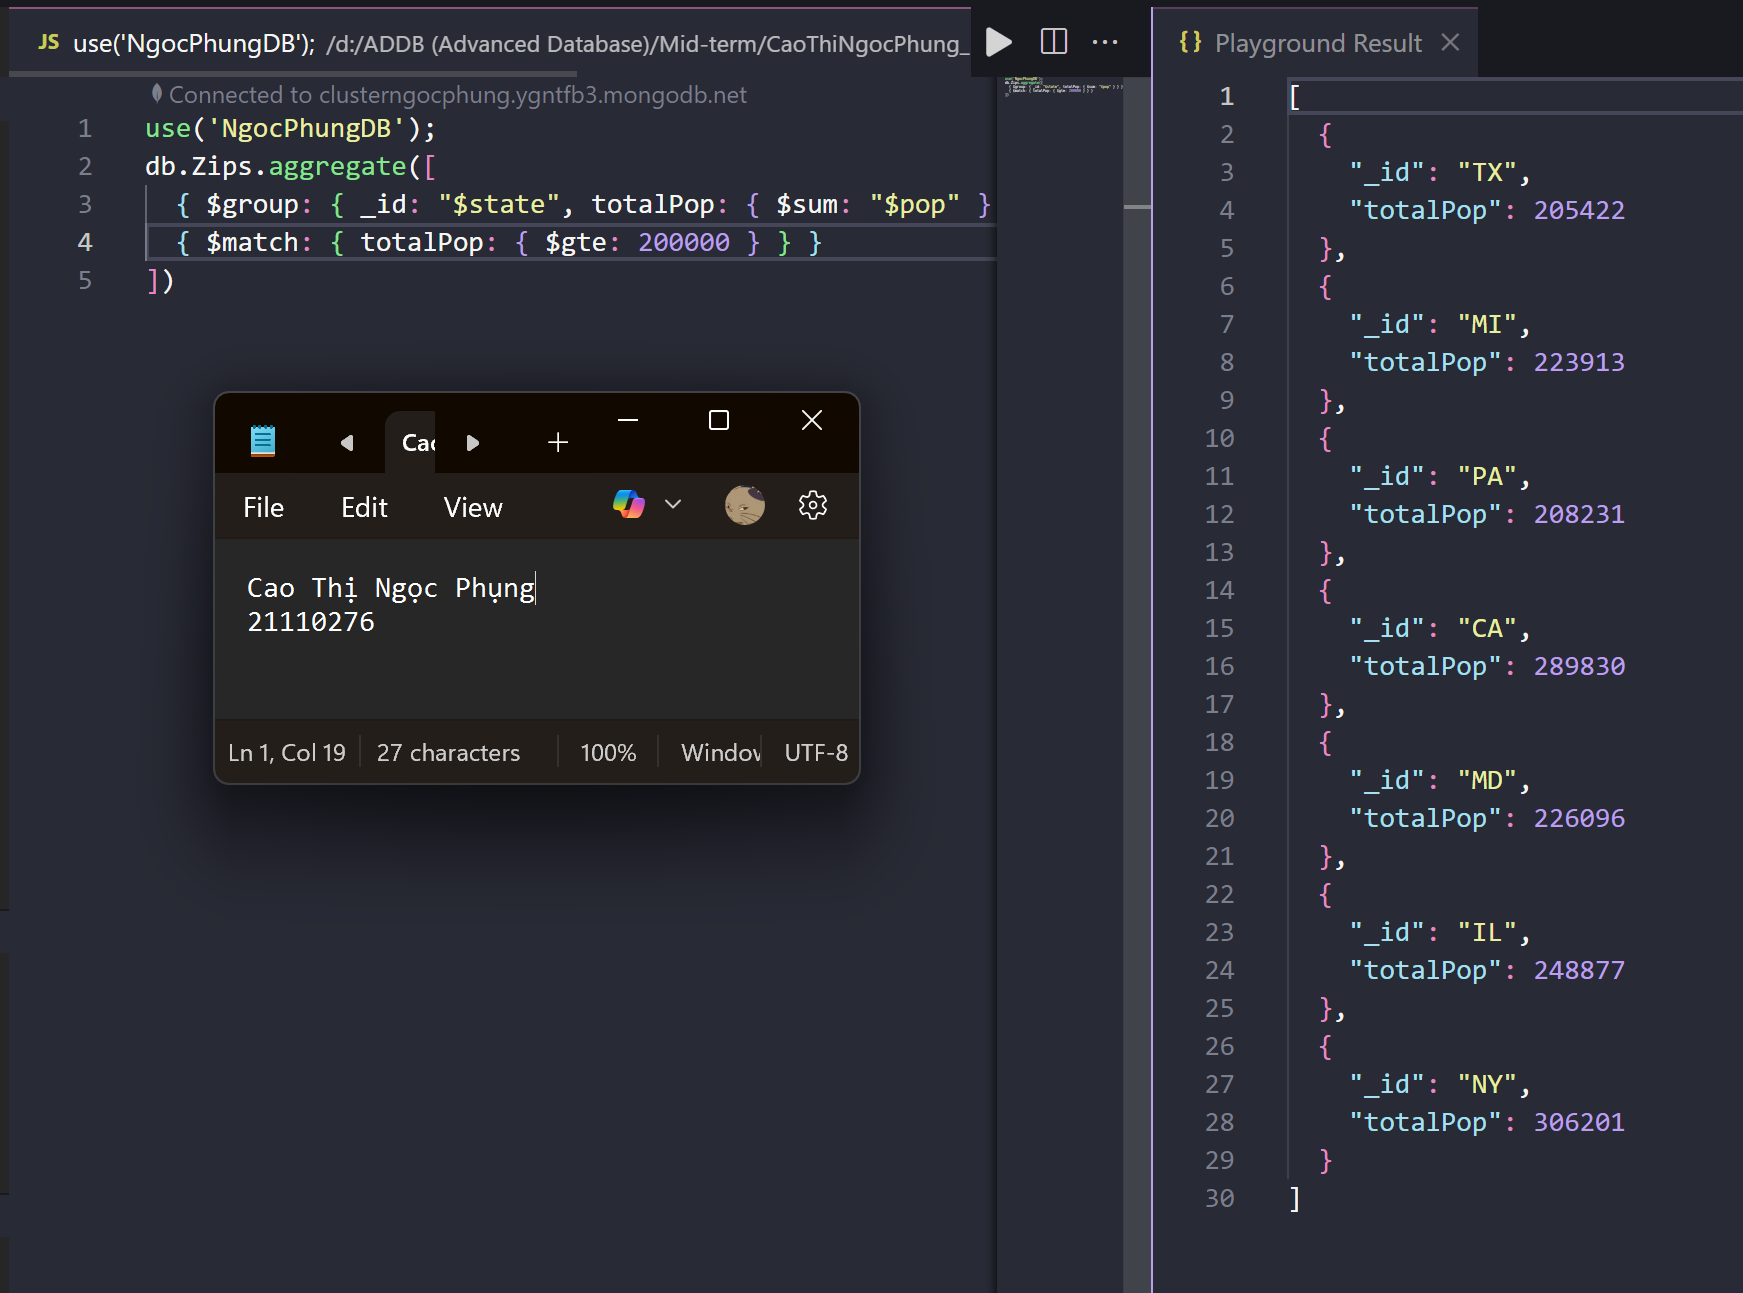 JS use('NgocPhungDB'); /d:/ADDB (Advanced Database)/Mid-term/CaoThiNgocPhung_
Connected to clusterngocphung.ygntfb3.mongodb.net
1 use('NgocPhungDB');
2 db.Zips.aggregate([
3 { $group: { _id: "$state", totalPop: { $sum: "$pop" }
4 { $match: { totalPop: { $gte: 200000 } } }
5 ])
Cao
File Edit View
Cao Thị Ngọc Phụng
21110276
Ln 1, Col 19 27 characters 100% Window UTF-8
{} Playground Result
1 [
2 {
3 "_id": "TX",
4 "totalPop": 205422
5 },
6 {
7 "_id": "MI",
8 "totalPop": 223913
9 },
10 {
11 "_id": "PA",
12 "totalPop": 208231
13 },
14 {
15 "_id": "CA",
16 "totalPop": 289830
17 },
18 {
19 "_id": "MD",
20 "totalPop": 226096
21 },
22 {
23 "_id": "IL",
24 "totalPop": 248877
25 },
26 {
27 "_id": "NY",
28 "totalPop": 306201
29 }
30 ]